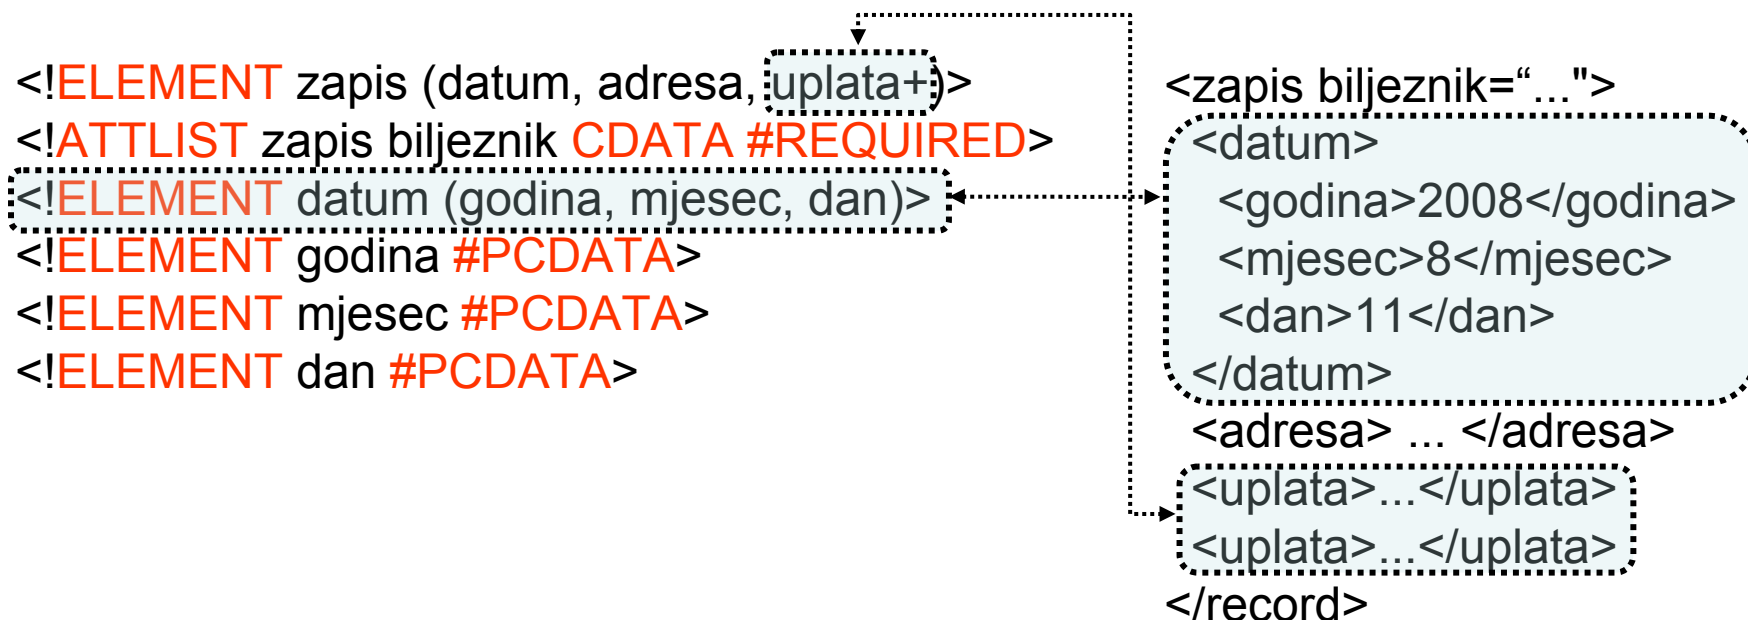 <!ELEMENT zapis (datum, adresa, uplata+)>
<!ATTLIST zapis biljeznik CDATA #REQUIRED>
<!ELEMENT datum (godina, mjesec, dan)>
<!ELEMENT godina #PCDATA>
<!ELEMENT mjesec #PCDATA>
<!ELEMENT dan #PCDATA>
<zapis biljeznik=“...">
<datum>
<godina>2008</godina>
<mjesec>8</mjesec>
<dan>11</dan>
</datum>
<adresa> ... </adresa>
<uplata>...</uplata>
<uplata>...</uplata>
</record>